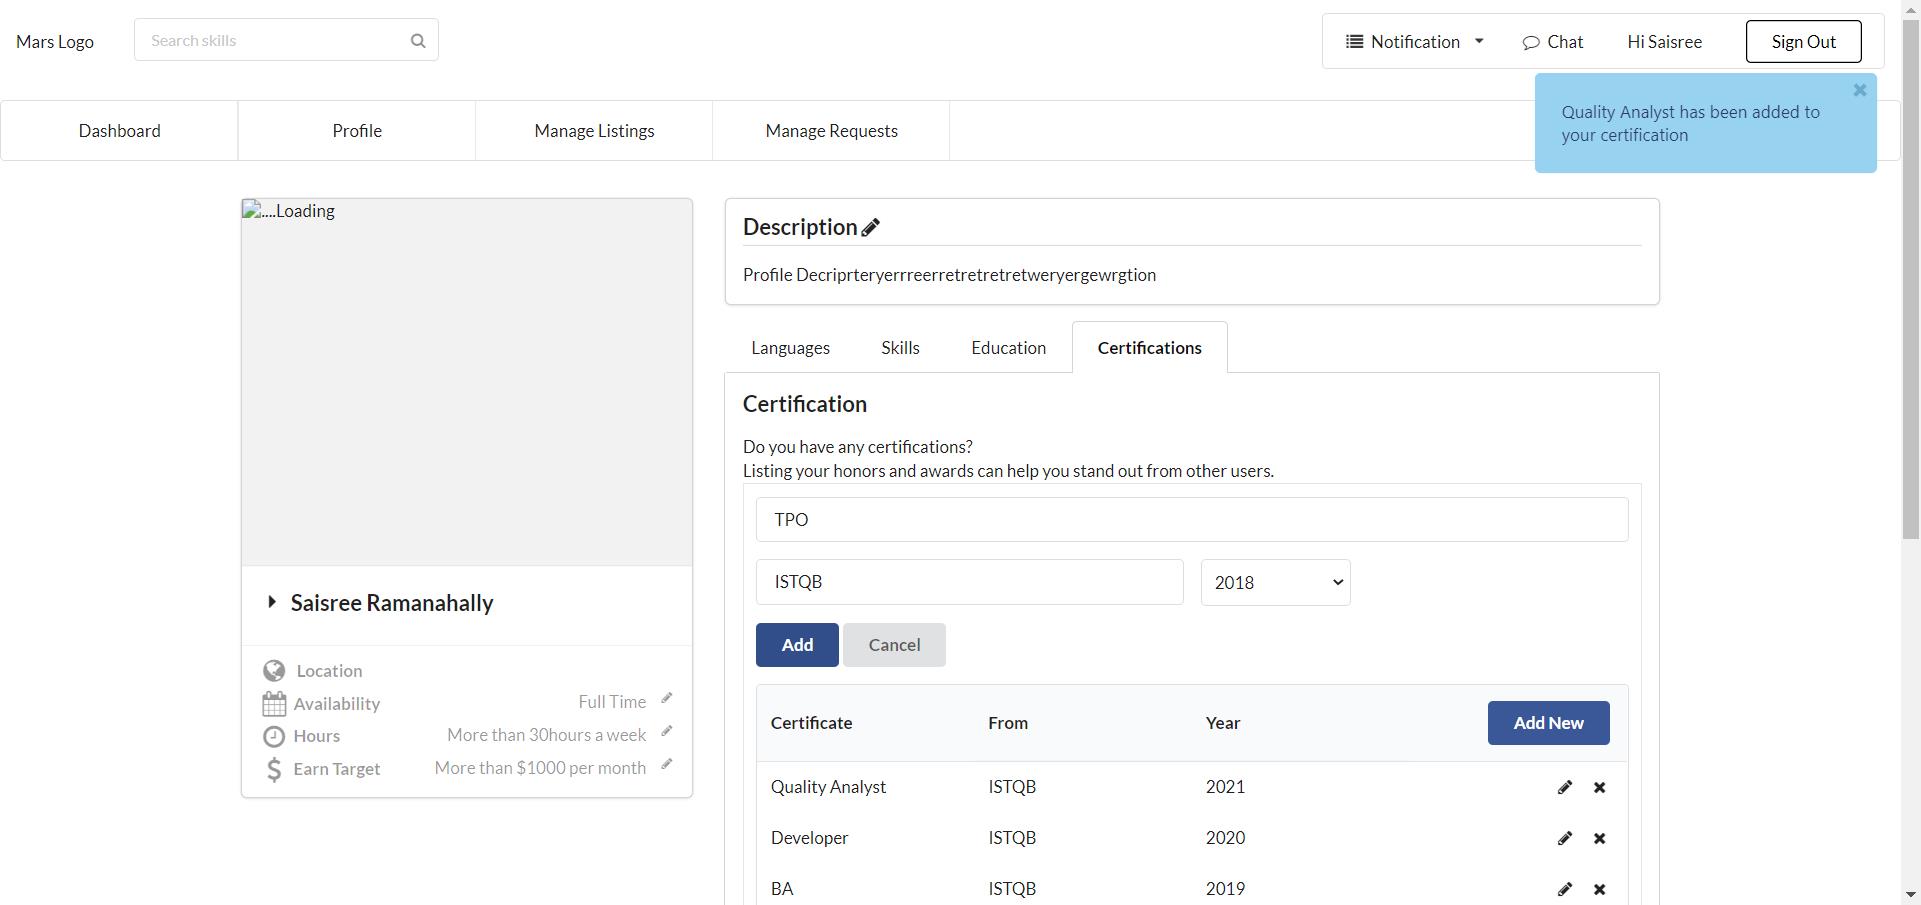 Mars Logo
Search skills
Notification
Chat
Hi Saisree
Sign Out
Quality Analyst has been added to
your certification
Dashboard
Profile
Manage Listings
Manage Requests
....Loading
Saisree Ramanahally
Location
Availability
Full Time
Hours
More than 30hours a week
Earn Target
More than $1000 per month
Description
Profile Decriprteryerrreerretretretretweryergewrgtion
Languages
Skills
Education
Certifications
Certification
Do you have any certifications?
Listing your honors and awards can help you stand out from other users.
TPO
ISTQB
2018
Add
Cancel
Certificate From Year Add New
Quality Analyst ISTQB 2021
Developer ISTQB 2020
BA ISTQB 2019